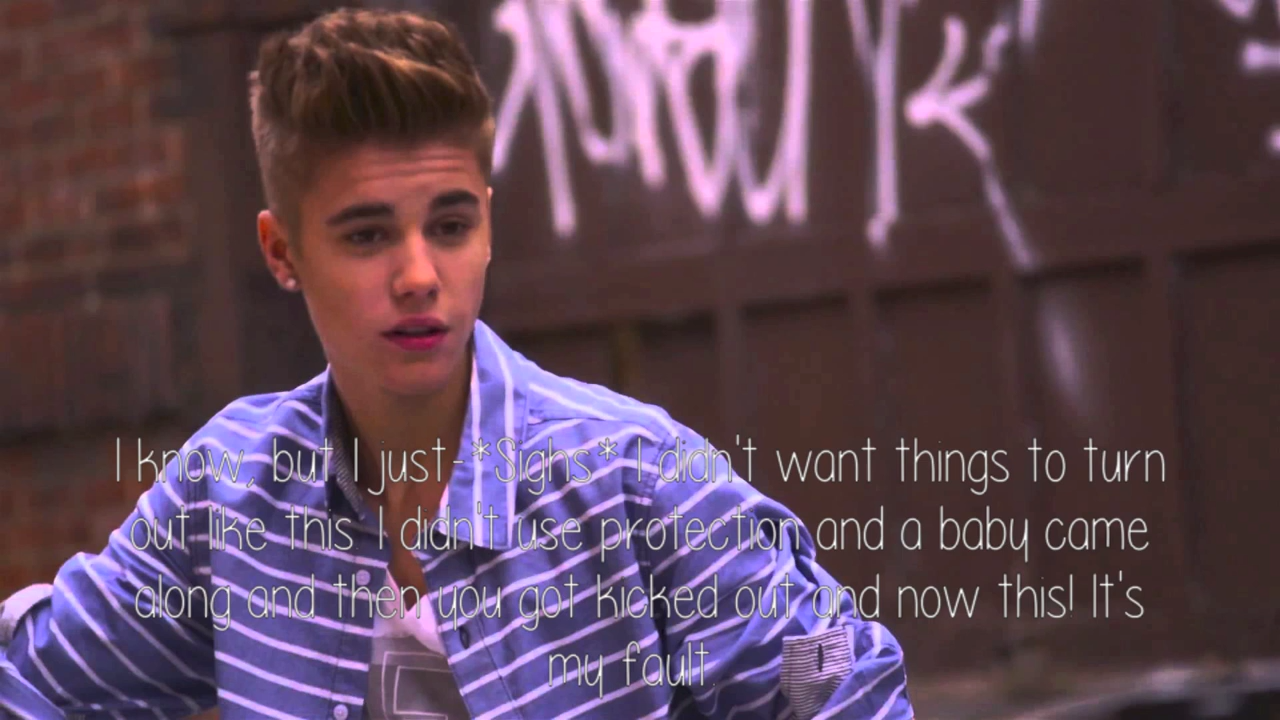 I know, but I just-*Sighs* I didn't want things to turn
out like this. I didn't use protection and a baby came
along and then you got kicked out and now this! It's
my fault.